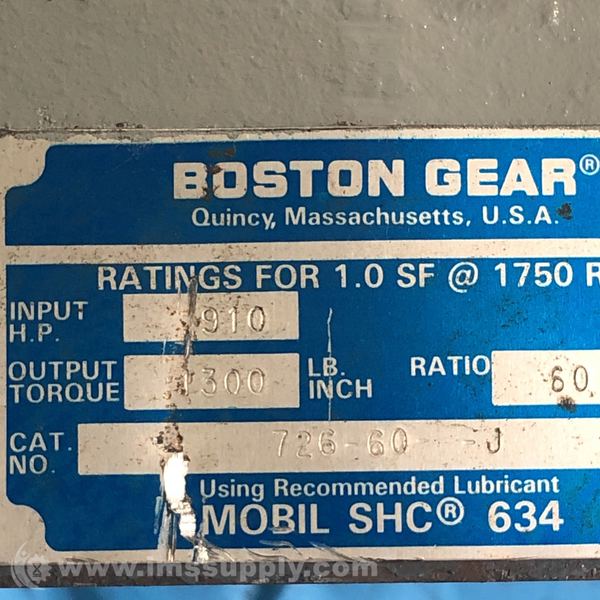 BOSTON GEAR®
Quincy, Massachusetts, U.S.A.
RATINGS FOR 1.0 SF @ 1750 R
INPUT H.P. 910
OUTPUT TORQUE 1300 LB. INCH RATIO 60
CAT. NO. 726-60 J
Using Recommended Lubricant
MOBIL SHC® 634
www.imssupply.com